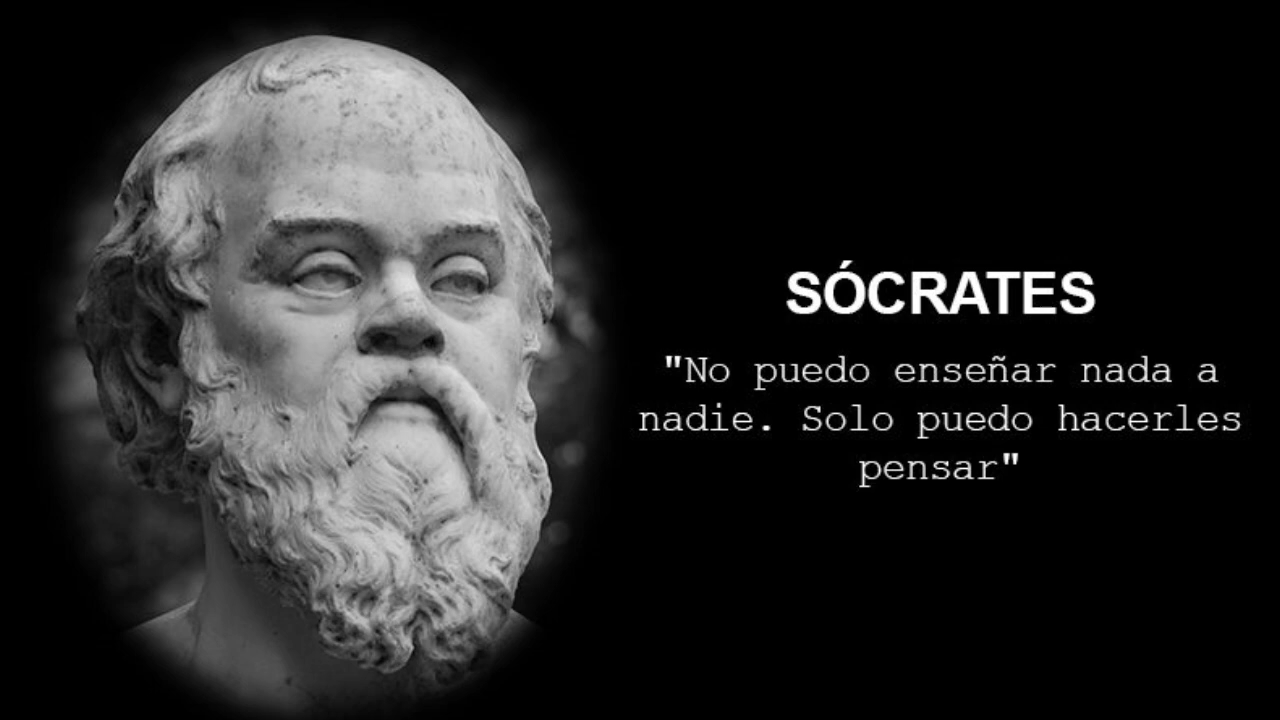 SÓCRATES
"No puedo enseñar nada a
nadie. Solo puedo hacerles
pensar"